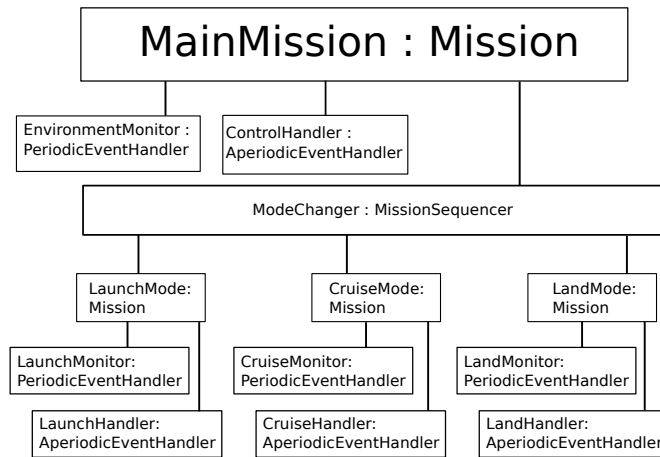 MainMission : Mission
EnvironmentMonitor :
PeriodicEventHandler
ControlHandler :
AperiodicEventHandler
ModeChanger : MissionSequencer
LaunchMode:
Mission
CruiseMode:
Mission
LandMode:
Mission
LaunchMonitor:
PeriodicEventHandler
CruiseMonitor:
PeriodicEventHandler
LandMonitor:
PeriodicEventHandler
LaunchHandler:
AperiodicEventHandler
CruiseHandler:
AperiodicEventHandler
LandHandler:
AperiodicEventHandler